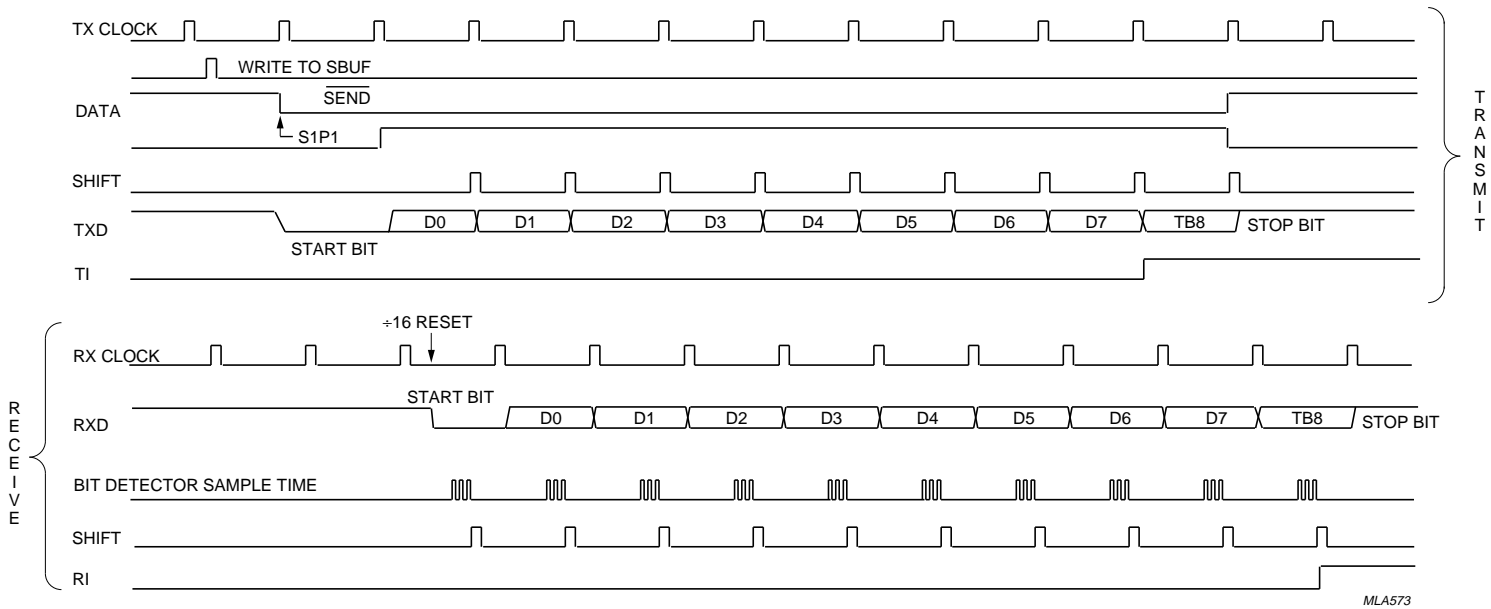 TX CLOCK
WRITE TO SBUF
SEND
DATA
S1P1
SHIFT
TXD
D0 D1 D2 D3 D4 D5 D6 D7 TB8 STOP BIT
START BIT
TI
TRANSMIT
÷16 RESET
RX CLOCK
START BIT
RXD
D0 D1 D2 D3 D4 D5 D6 D7 TB8 STOP BIT
BIT DETECTOR SAMPLE TIME
SHIFT
RI
RECEIVE
MLA573